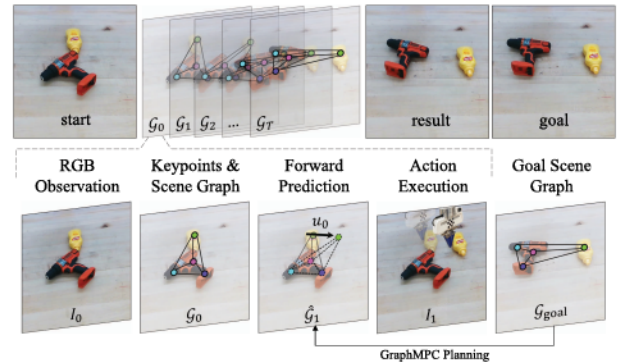 start
𝒢₀ 𝒢₁ 𝒢₂ ... 𝒢_T
result
goal
RGB
Observation
Keypoints &
Scene Graph
Forward
Prediction
Action
Execution
Goal Scene
Graph
u₀
I₀
𝒢₀
𝒢̂₁
I₁
𝒢goal
GraphMPC Planning